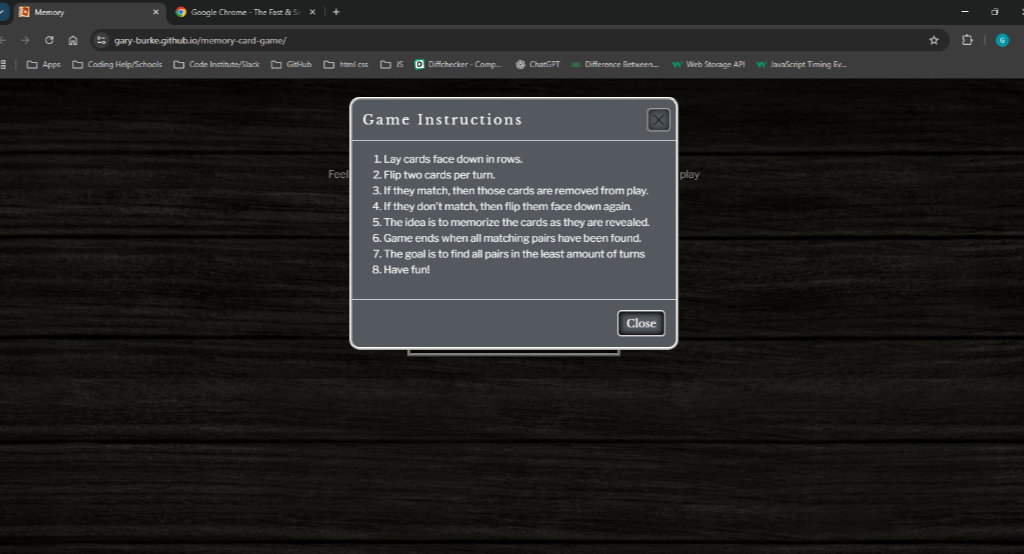 Memory
Google Chrome - The Fast & Se
gary-burke.github.io/memory-card-game/
G
Apps
Coding Help/Schools
Code Institute/Slack
GitHub
html css
JS
Diffchecker - Comp...
ChatGPT
Difference Between...
Web Storage API
JavaScript Timing Ev...
Game Instructions
Feel
play
1. Lay cards face down in rows.
2. Flip two cards per turn.
3. If they match, then those cards are removed from play.
4. If they don't match, then flip them face down again.
5. The idea is to memorize the cards as they are revealed.
6. Game ends when all matching pairs have been found.
7. The goal is to find all pairs in the least amount of turns
8. Have fun!
Close